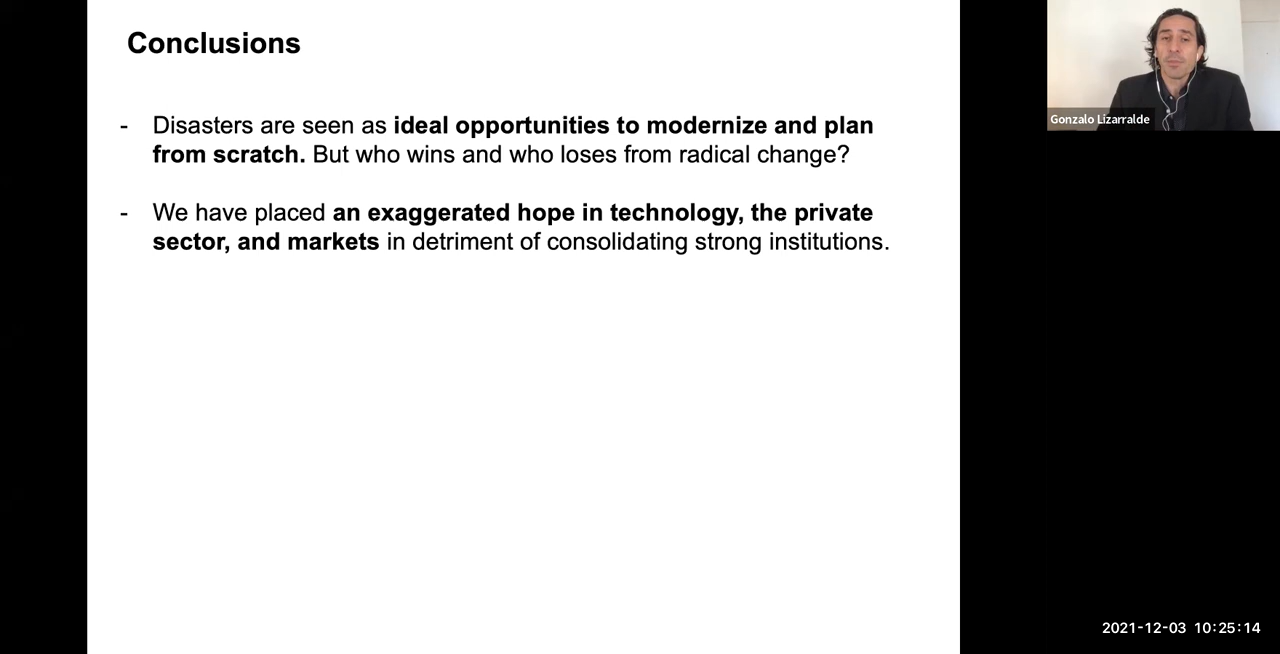 Conclusions
- Disasters are seen as ideal opportunities to modernize and plan
from scratch. But who wins and who loses from radical change?
- We have placed an exaggerated hope in technology, the private
sector, and markets in detriment of consolidating strong institutions.
Gonzalo Lizarralde
2021-12-03 10:25:14